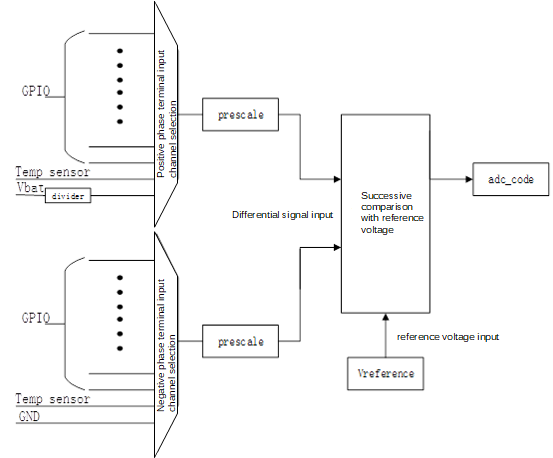 GPIO
Temp sensor
Vbat
divider
Positive phase terminal input
channel selection
prescale
Differential signal input
Successive
comparison
with reference
voltage
adc_code
GPIO
Temp sensor
GND
Negative phase terminal input
channel selection
prescale
reference voltage input
Vreference